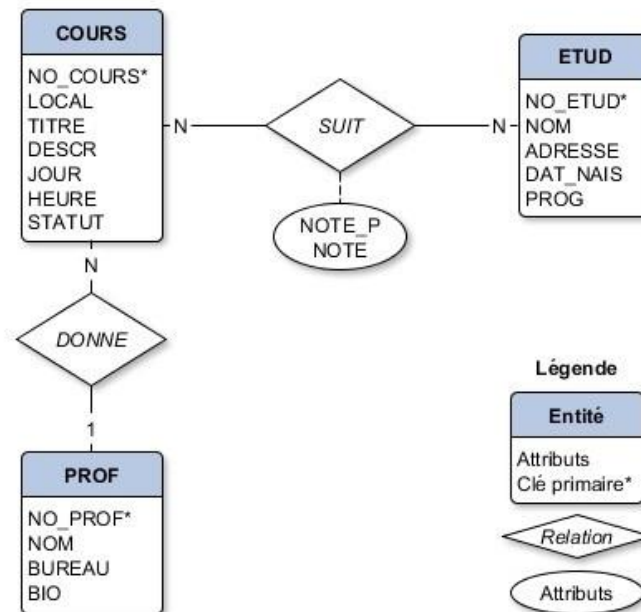 COURS
NO_COURS*
LOCAL
TITRE
DESCR
JOUR
HEURE
STATUT
N
SUIT
N
NOTE_P
NOTE
ETUD
NO_ETUD*
NOM
ADRESSE
DAT_NAIS
PROG
N
DONNE
1
PROF
NO_PROF*
NOM
BUREAU
BIO
Légende
Entité
Attributs
Clé primaire*
Relation
Attributs